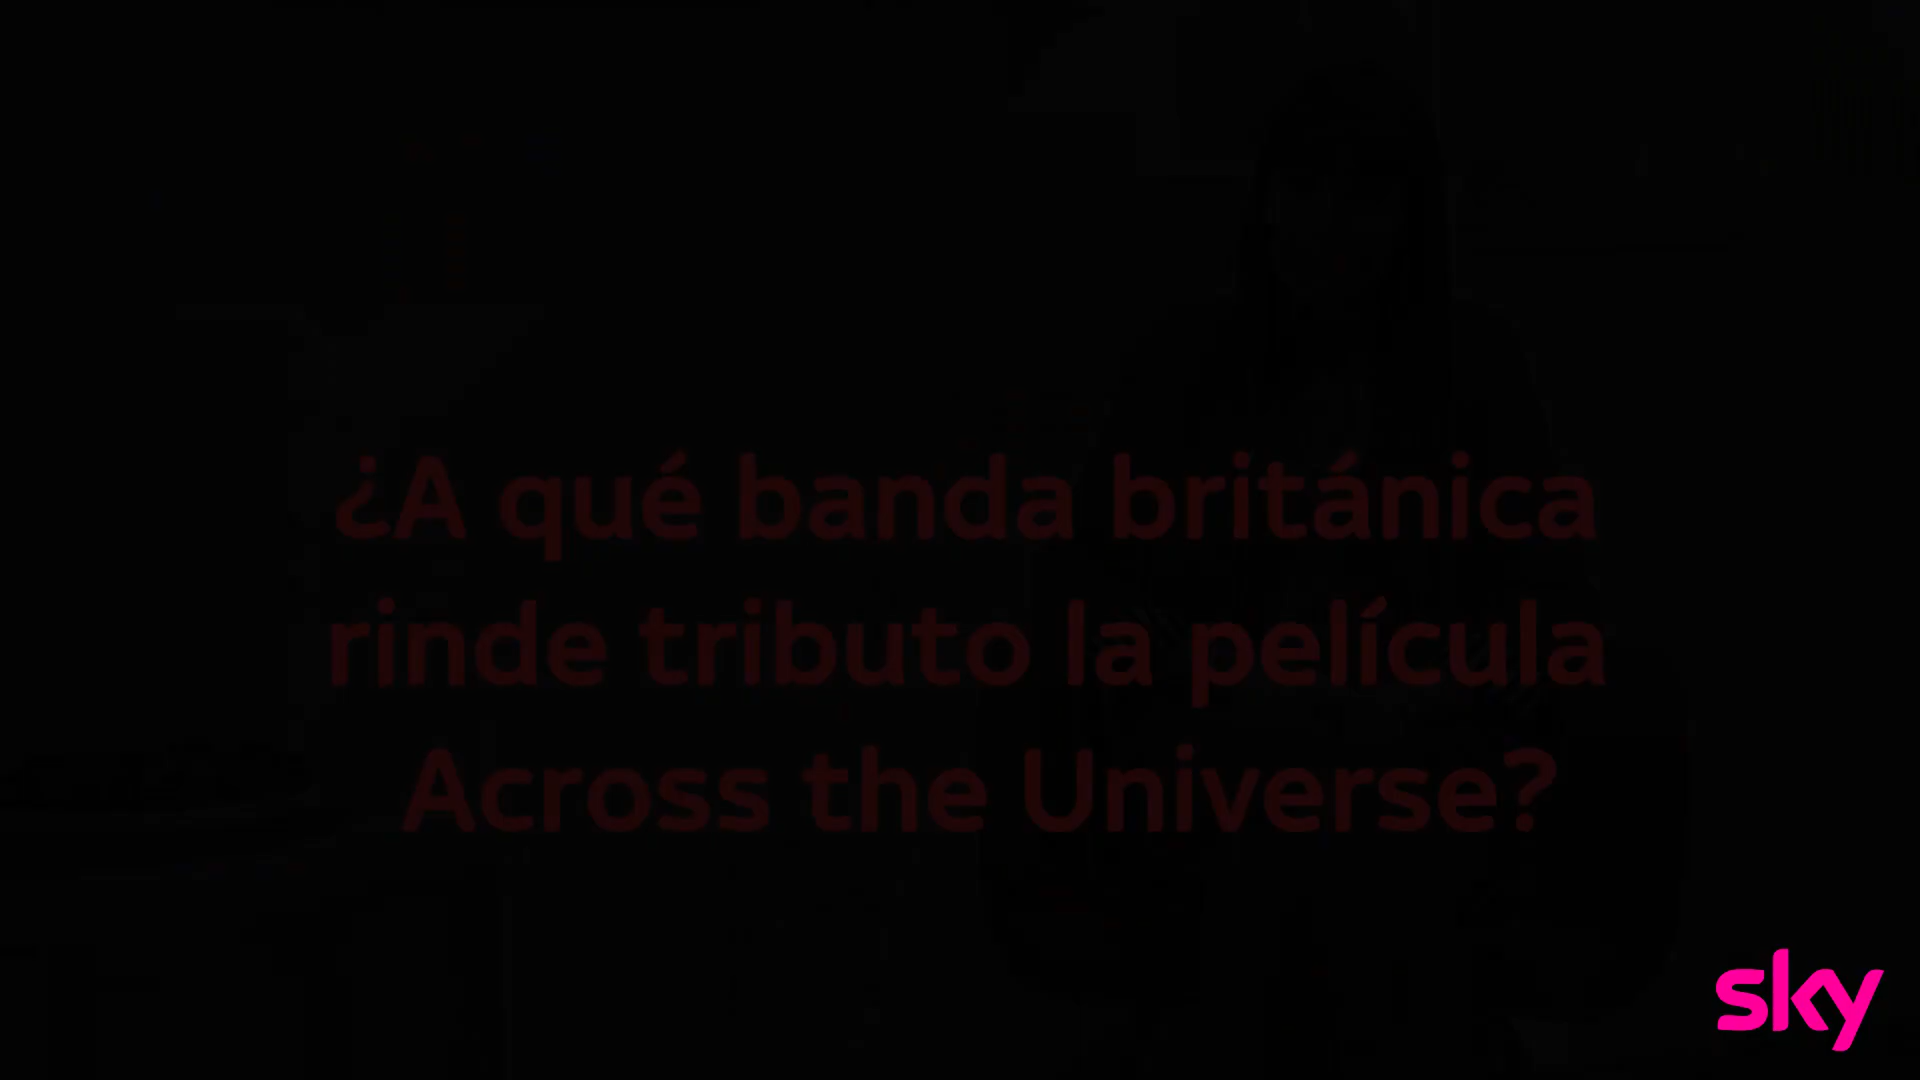 ¿A qué banda británica
rinde tributo la película
Across the Universe?
sky